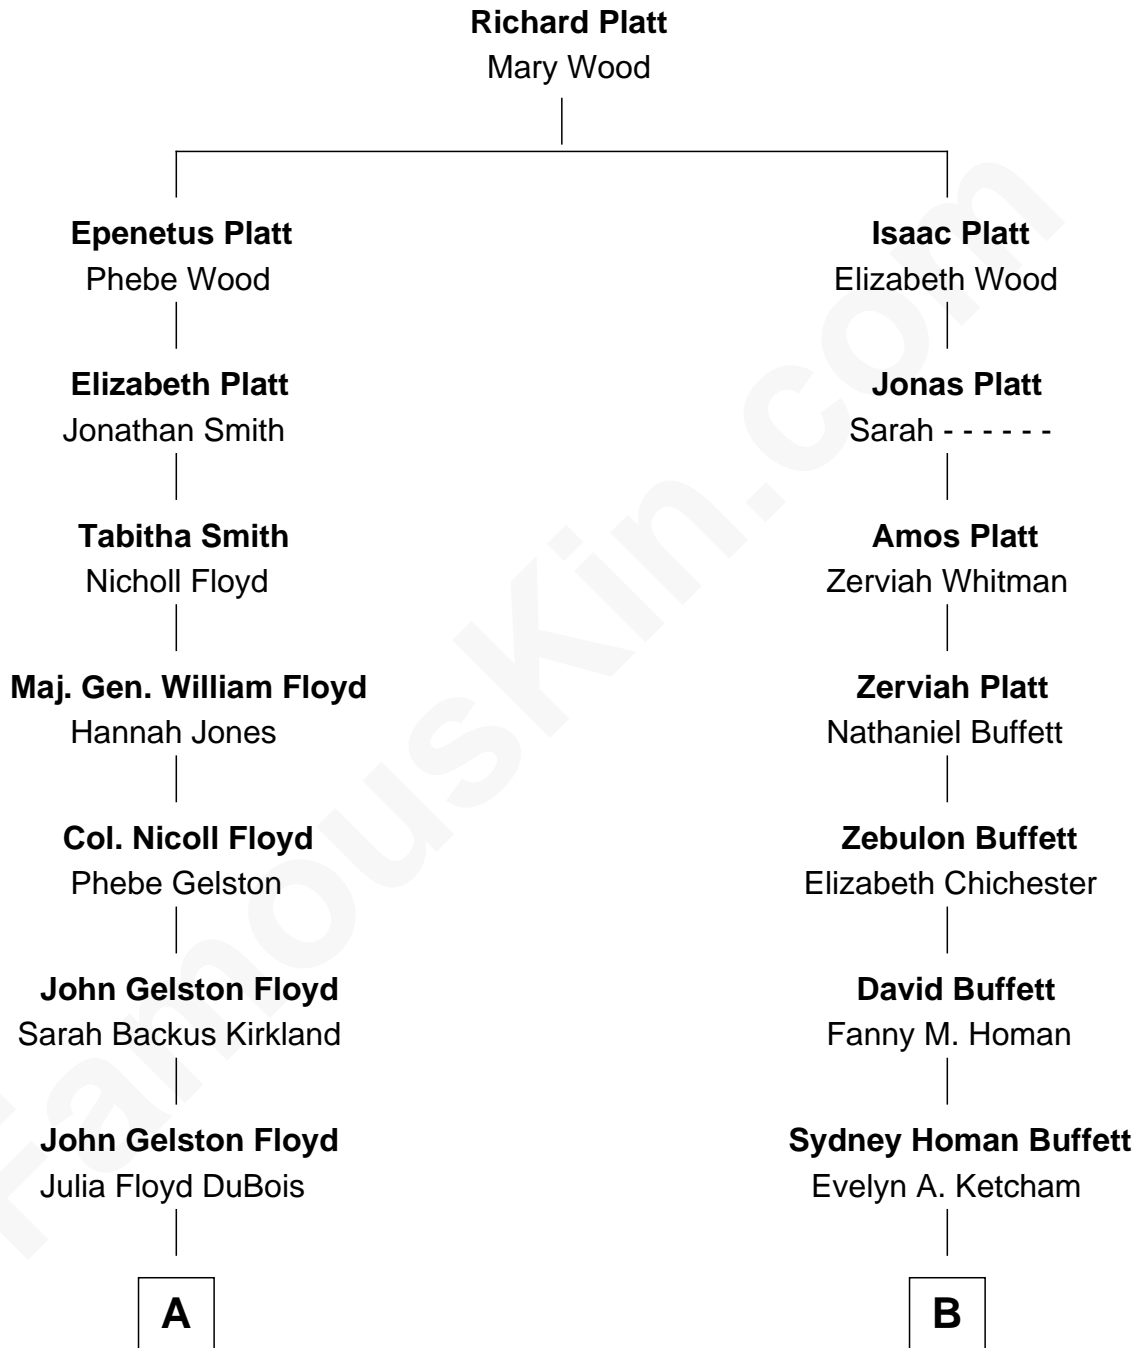 Richard Platt
Mary Wood
Epenetus Platt
Phebe Wood
Isaac Platt
Elizabeth Wood
Elizabeth Platt
Jonathan Smith
Jonas Platt
Sarah - - - - - -
Tabitha Smith
Nicholl Floyd
Amos Platt
Zerviah Whitman
Maj. Gen. William Floyd
Hannah Jones
Zerviah Platt
Nathaniel Buffett
Col. Nicoll Floyd
Phebe Gelston
Zebulon Buffett
Elizabeth Chichester
John Gelston Floyd
Sarah Backus Kirkland
David Buffett
Fanny M. Homan
John Gelston Floyd
Julia Floyd DuBois
Sydney Homan Buffett
Evelyn A. Ketcham
A
B
FamousKin.com